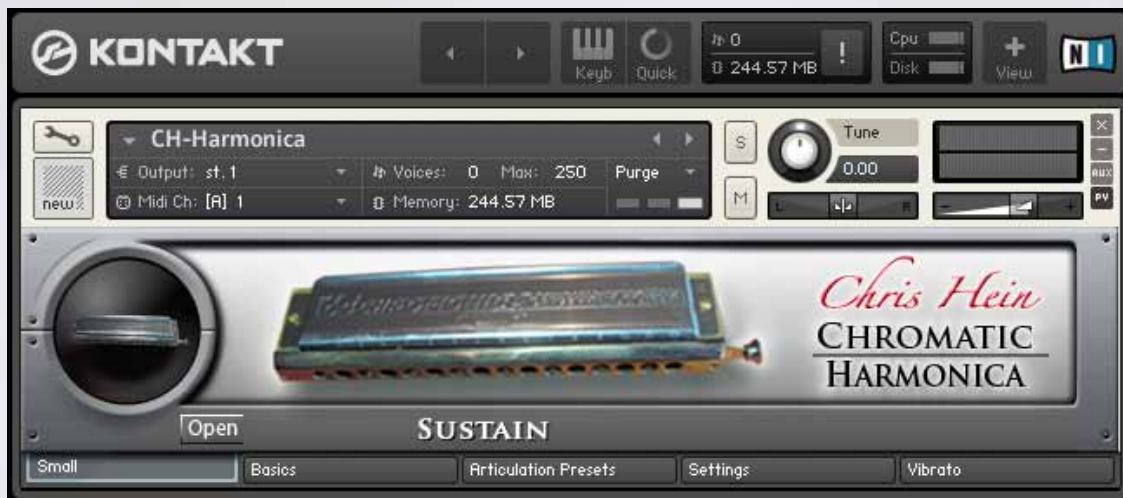 KONTAKT
Keyb
Quick
0
244.57 MB
!
Cpu
Disk
View
NI
CH-Harmonica
Output: st. 1
Voices: 0 Max: 250
Purge
Midi Ch: [A] 1
Memory: 244.57 MB
new
S
M
Tune
0.00
L
R
AUX
PV
Chris Hein
CHROMATIC
HARMONICA
Open
SUSTAIN
Small
Basics
Articulation Presets
Settings
Vibrato